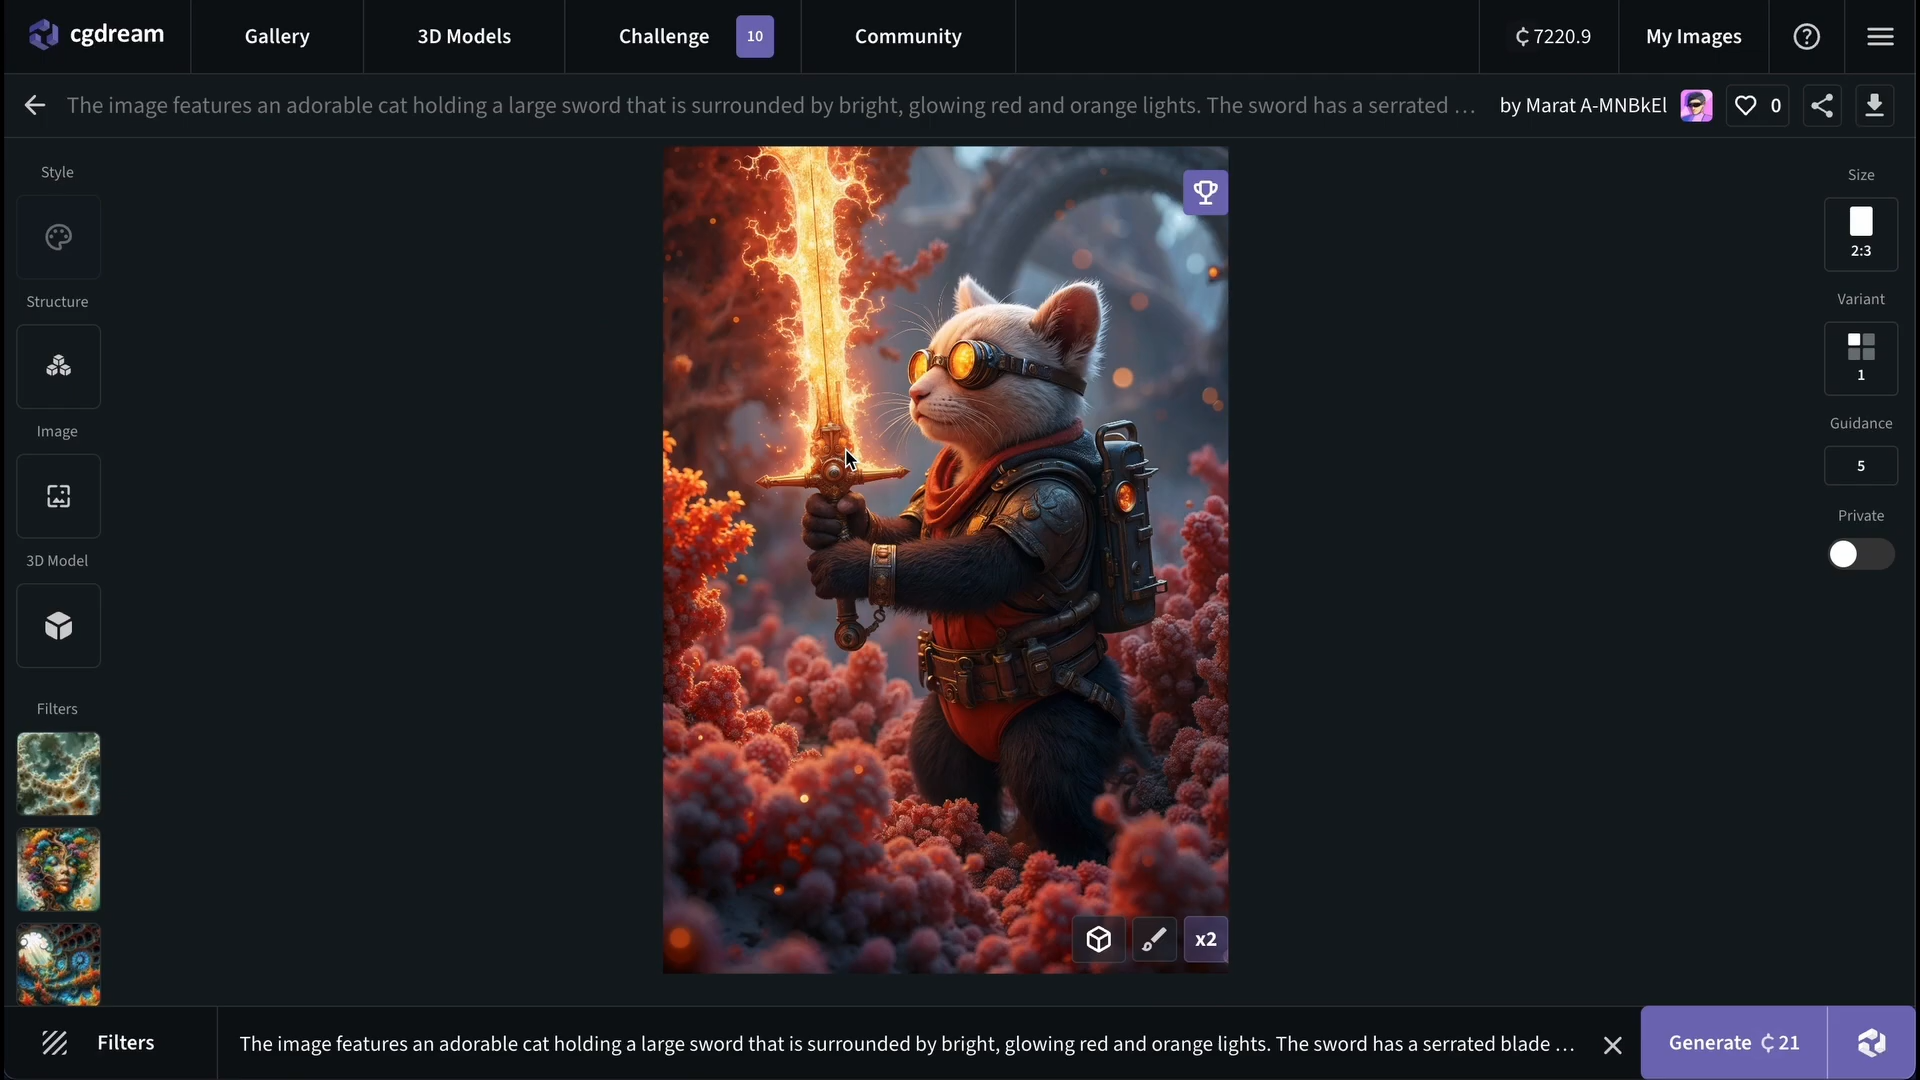 cgdream
Gallery
3D Models
Challenge 10
Community
₵ 7220.9
My Images
The image features an adorable cat holding a large sword that is surrounded by bright, glowing red and orange lights. The sword has a serrated ...
by Marat A-MNBkEl
0
Style
Structure
Image
3D Model
Filters
Size
2:3
Variant
1
Guidance
5
Private
x2
Filters
The image features an adorable cat holding a large sword that is surrounded by bright, glowing red and orange lights. The sword has a serrated blade ...
Generate ₵ 21